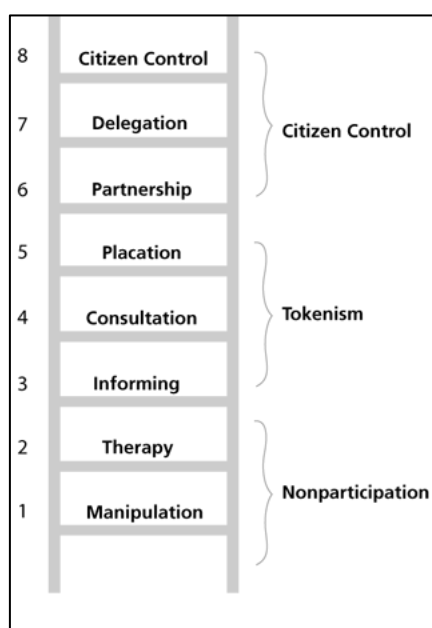 8 Citizen Control
7 Delegation
Citizen Control
6 Partnership
5 Placation
4 Consultation
Tokenism
3 Informing
2 Therapy
Nonparticipation
1 Manipulation